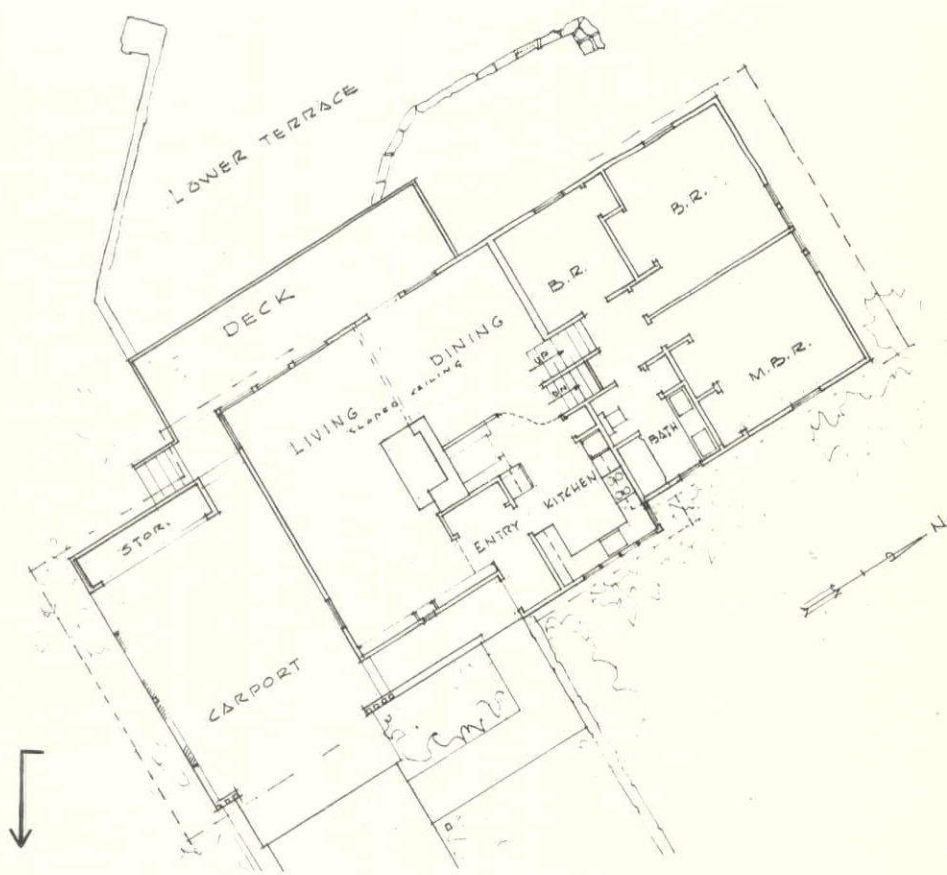 LOWER TERRACE
B.R.
DECK
B.R.
DINING
UP
M.B.R.
LIVING
SLOPED CEILING
DN.
BATH
KITCHEN
STOR.
ENTRY
N
CARPORT